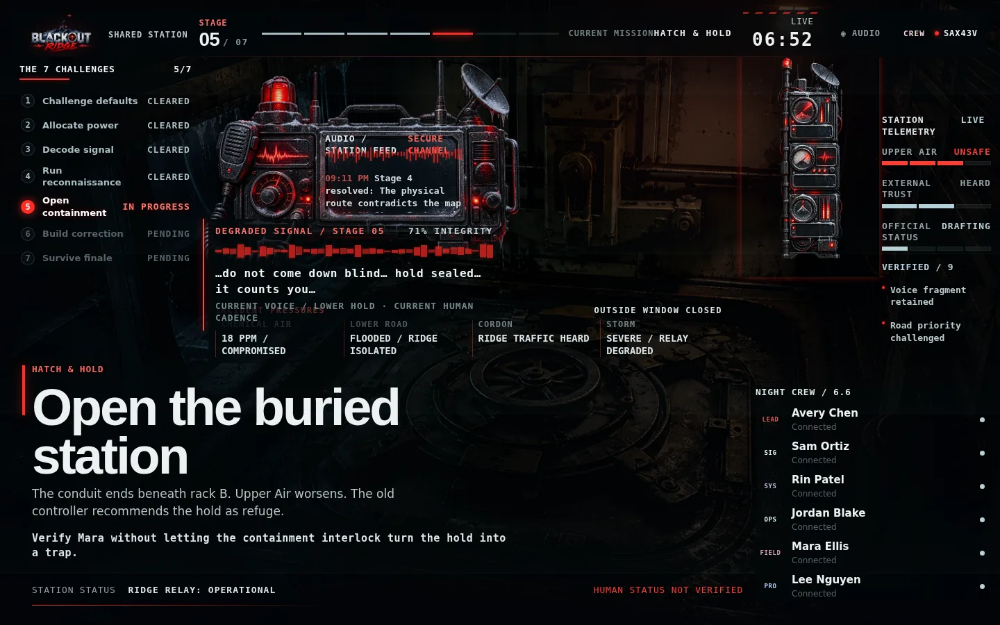 BLACKOUT
RIDGE
SHARED STATION
STAGE
05 / 07
CURRENT MISSION HATCH & HOLD
LIVE
06:52
◉ AUDIO
CREW SAX43V
THE 7 CHALLENGES 5/7
1 Challenge defaults CLEARED
2 Allocate power CLEARED
3 Decode signal CLEARED
4 Run reconnaissance CLEARED
5 Open containment IN PROGRESS
6 Build correction PENDING
7 Survive finale PENDING
AUDIO / STATION FEED
SECURE CHANNEL
09:11 PM Stage 4
resolved: The physical
route contradicts the map
DEGRADED SIGNAL / STAGE 05 71% INTEGRITY
…do not come down blind… hold sealed…
it counts you…
CURRENT VOICE / LOWER HOLD · CURRENT HUMAN
CADENCE
PRESSURES
OUTSIDE WINDOW CLOSED
CHEMICAL AIR
18 PPM /
COMPROMISED
LOWER ROAD
FLOODED / RIDGE
ISOLATED
CORDON
RIDGE TRAFFIC HEARD
STORM
SEVERE / RELAY
DEGRADED
STATION TELEMETRY
LIVE
UPPER AIR UNSAFE
EXTERNAL TRUST
HEARD
OFFICIAL STATUS
DRAFTING
VERIFIED / 9
Voice fragment
retained
Road priority
challenged
HATCH & HOLD
Open the buried
station
The conduit ends beneath rack B. Upper Air worsens. The old
controller recommends the hold as refuge.
Verify Mara without letting the containment interlock turn the hold into
a trap.
STATION STATUS RIDGE RELAY: OPERATIONAL
HUMAN STATUS NOT VERIFIED
NIGHT CREW / 6.6
LEAD Avery Chen
Connected
SIG Sam Ortiz
Connected
SYS Rin Patel
Connected
OPS Jordan Blake
Connected
FIELD Mara Ellis
Connected
PRO Lee Nguyen
Connected